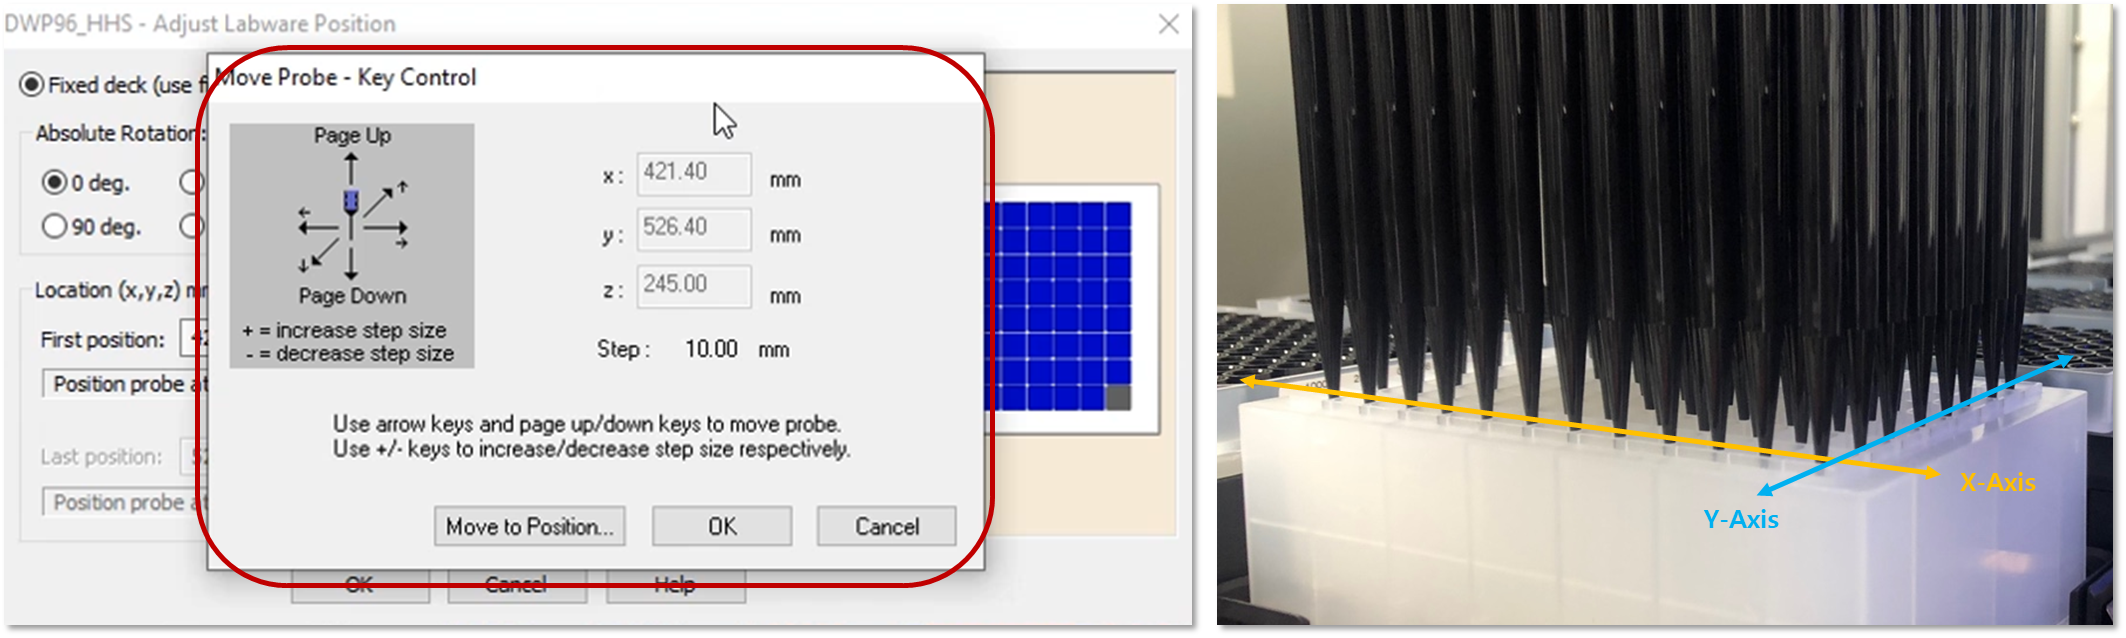 DWP96_HHS - Adjust Labware Position
Move Probe - Key Control
Fixed deck (use
Absolute Rotation:
0 deg.
90 deg.
Location (x,y,z)
First position:
Position probe
Last position:
Position probe
Page Up
Page Down
+ = increase step size
- = decrease step size
x: 421.40 mm
y: 526.40 mm
z: 245.00 mm
Step: 10.00 mm
Use arrow keys and page up/down keys to move probe.
Use +/- keys to increase/decrease step size respectively.
Move to Position... OK Cancel
OK Cancel Help
X-Axis
Y-Axis